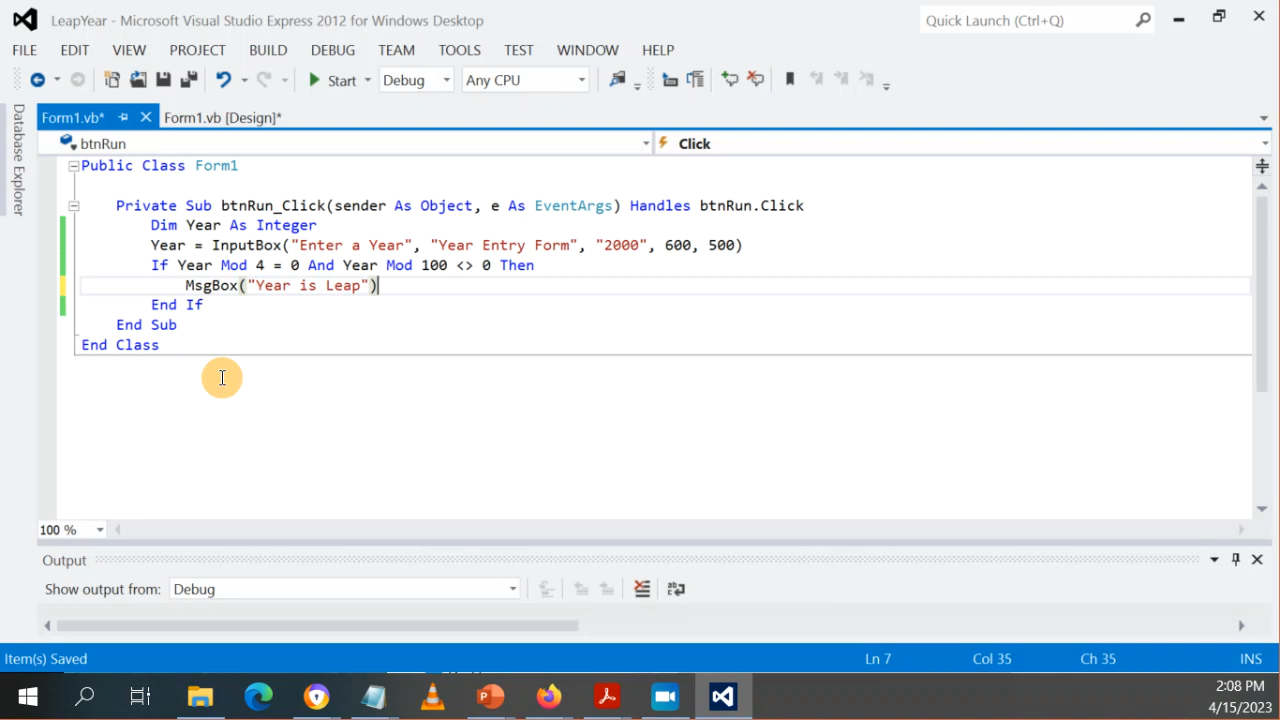 LeapYear - Microsoft Visual Studio Express 2012 for Windows Desktop
Quick Launch (Ctrl+Q)
FILE EDIT VIEW PROJECT BUILD DEBUG TEAM TOOLS TEST WINDOW HELP
Start Debug Any CPU
Database Explorer
Form1.vb* Form1.vb [Design]*
btnRun Click
Public Class Form1
Private Sub btnRun_Click(sender As Object, e As EventArgs) Handles btnRun.Click
Dim Year As Integer
Year = InputBox("Enter a Year", "Year Entry Form", "2000", 600, 500)
If Year Mod 4 = 0 And Year Mod 100 <> 0 Then
MsgBox("Year is Leap")
End If
End Sub
End Class
100 %
Output
Show output from: Debug
Item(s) Saved Ln 7 Col 35 Ch 35 INS
2:08 PM
4/15/2023